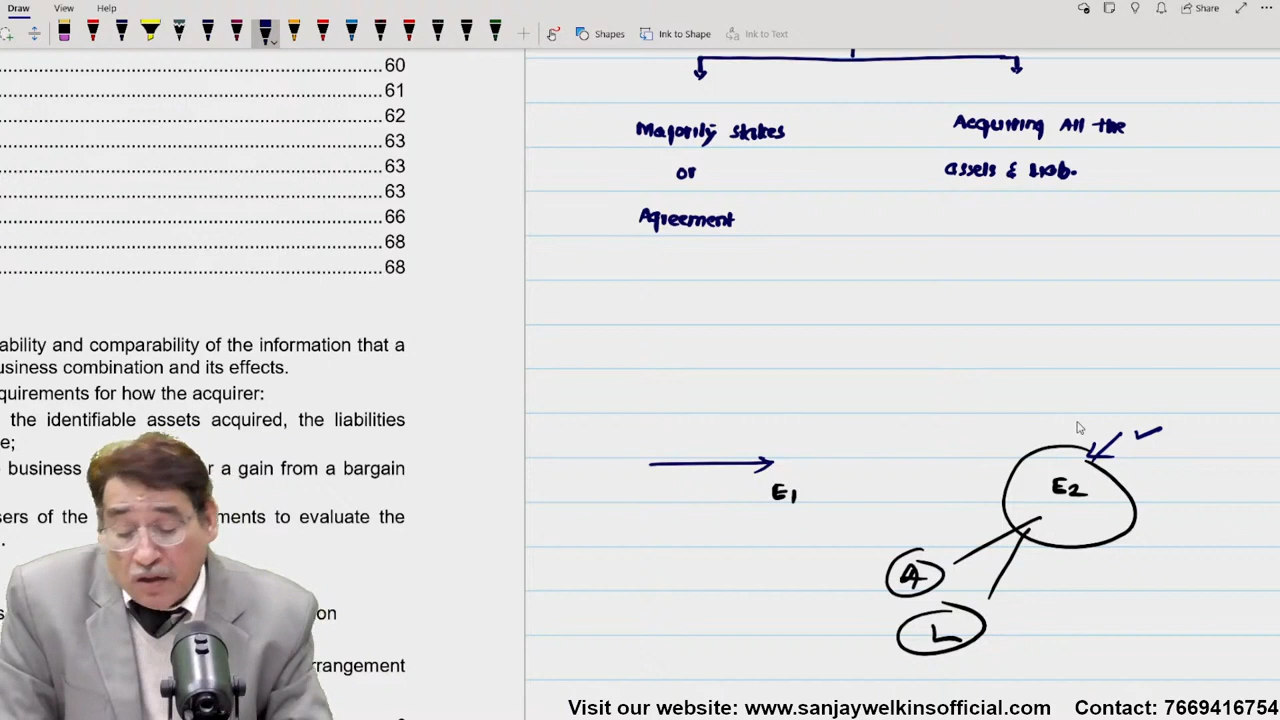 Draw View Help Share
Shapes Ink to Shape Ink to Text
60
61
62
63
63
63
66
68
68
ability and comparability of the information that a
usiness combination and its effects.
quirements for how the acquirer:
the identifiable assets acquired, the liabilities
e;
business r a gain from a bargain
sers of the ments to evaluate the
on
rrangement
Majority stakes
or
Agreement
Acquiring All the
assets & Liab.
E1
E2
A
L
Visit our website: www.sanjaywelkinsofficial.com Contact: 7669416754